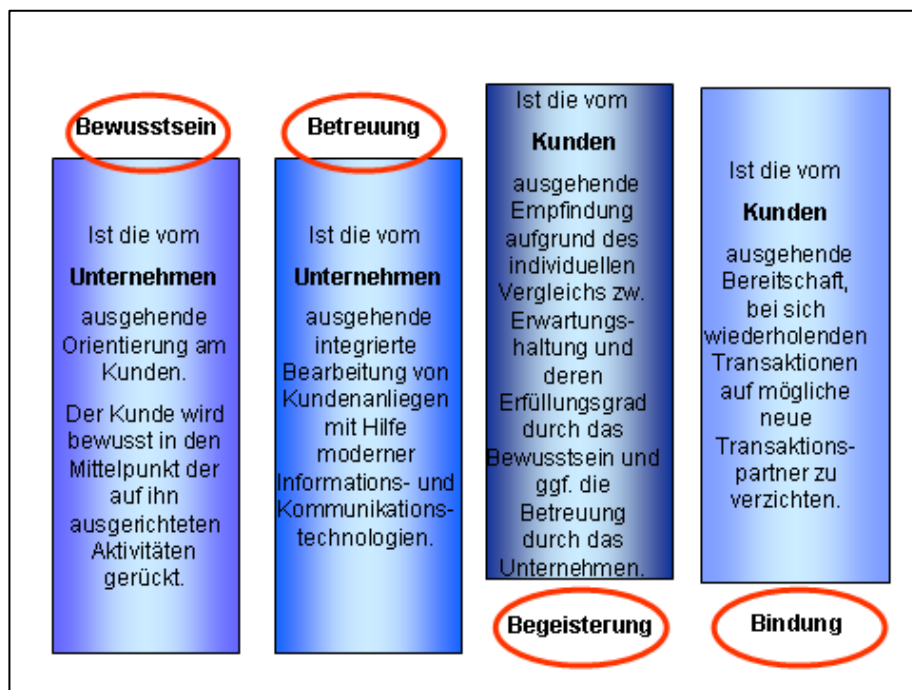 Bewusstsein
Ist die vom
Unternehmen
ausgehende
Orientierung am
Kunden.
Der Kunde wird
bewusst in den
Mittelpunkt der
auf ihn
ausgerichteten
Aktivitäten
gerückt.
Betreuung
Ist die vom
Unternehmen
ausgehende
integrierte
Bearbeitung von
Kundenanliegen
mit Hilfe
moderner
Informations- und
Kommunikations-
technologien.
Ist die vom
Kunden
ausgehende
Empfindung
aufgrund des
individuellen
Vergleichs zw.
Erwartungs-
haltung und
deren
Erfüllungsgrad
durch das
Bewusstsein und
ggf. die
Betreuung
durch das
Unternehmen.
Begeisterung
Ist die vom
Kunden
ausgehende
Bereitschaft,
bei sich
wiederholenden
Transaktionen
auf mögliche
neue
Transaktions-
partner zu
verzichten.
Bindung